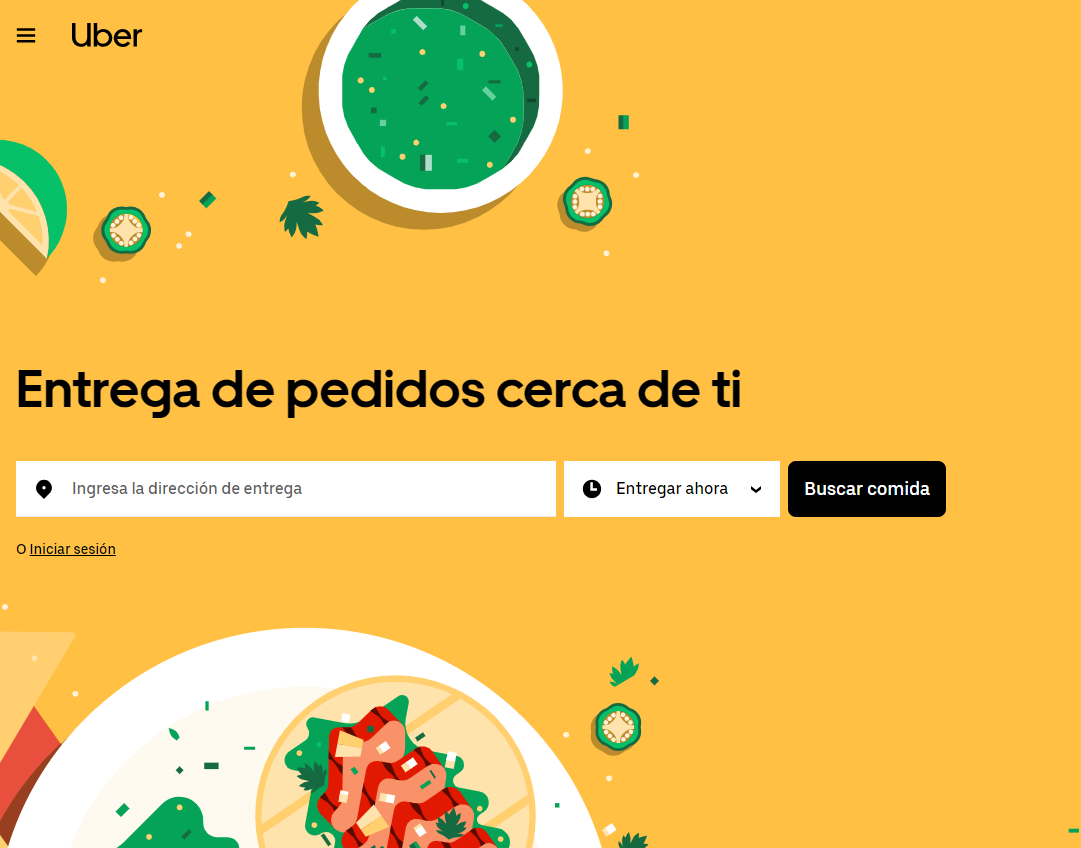 Uber
Entrega de pedidos cerca de ti
Ingresa la dirección de entrega
Entregar ahora
Buscar comida
O Iniciar sesión